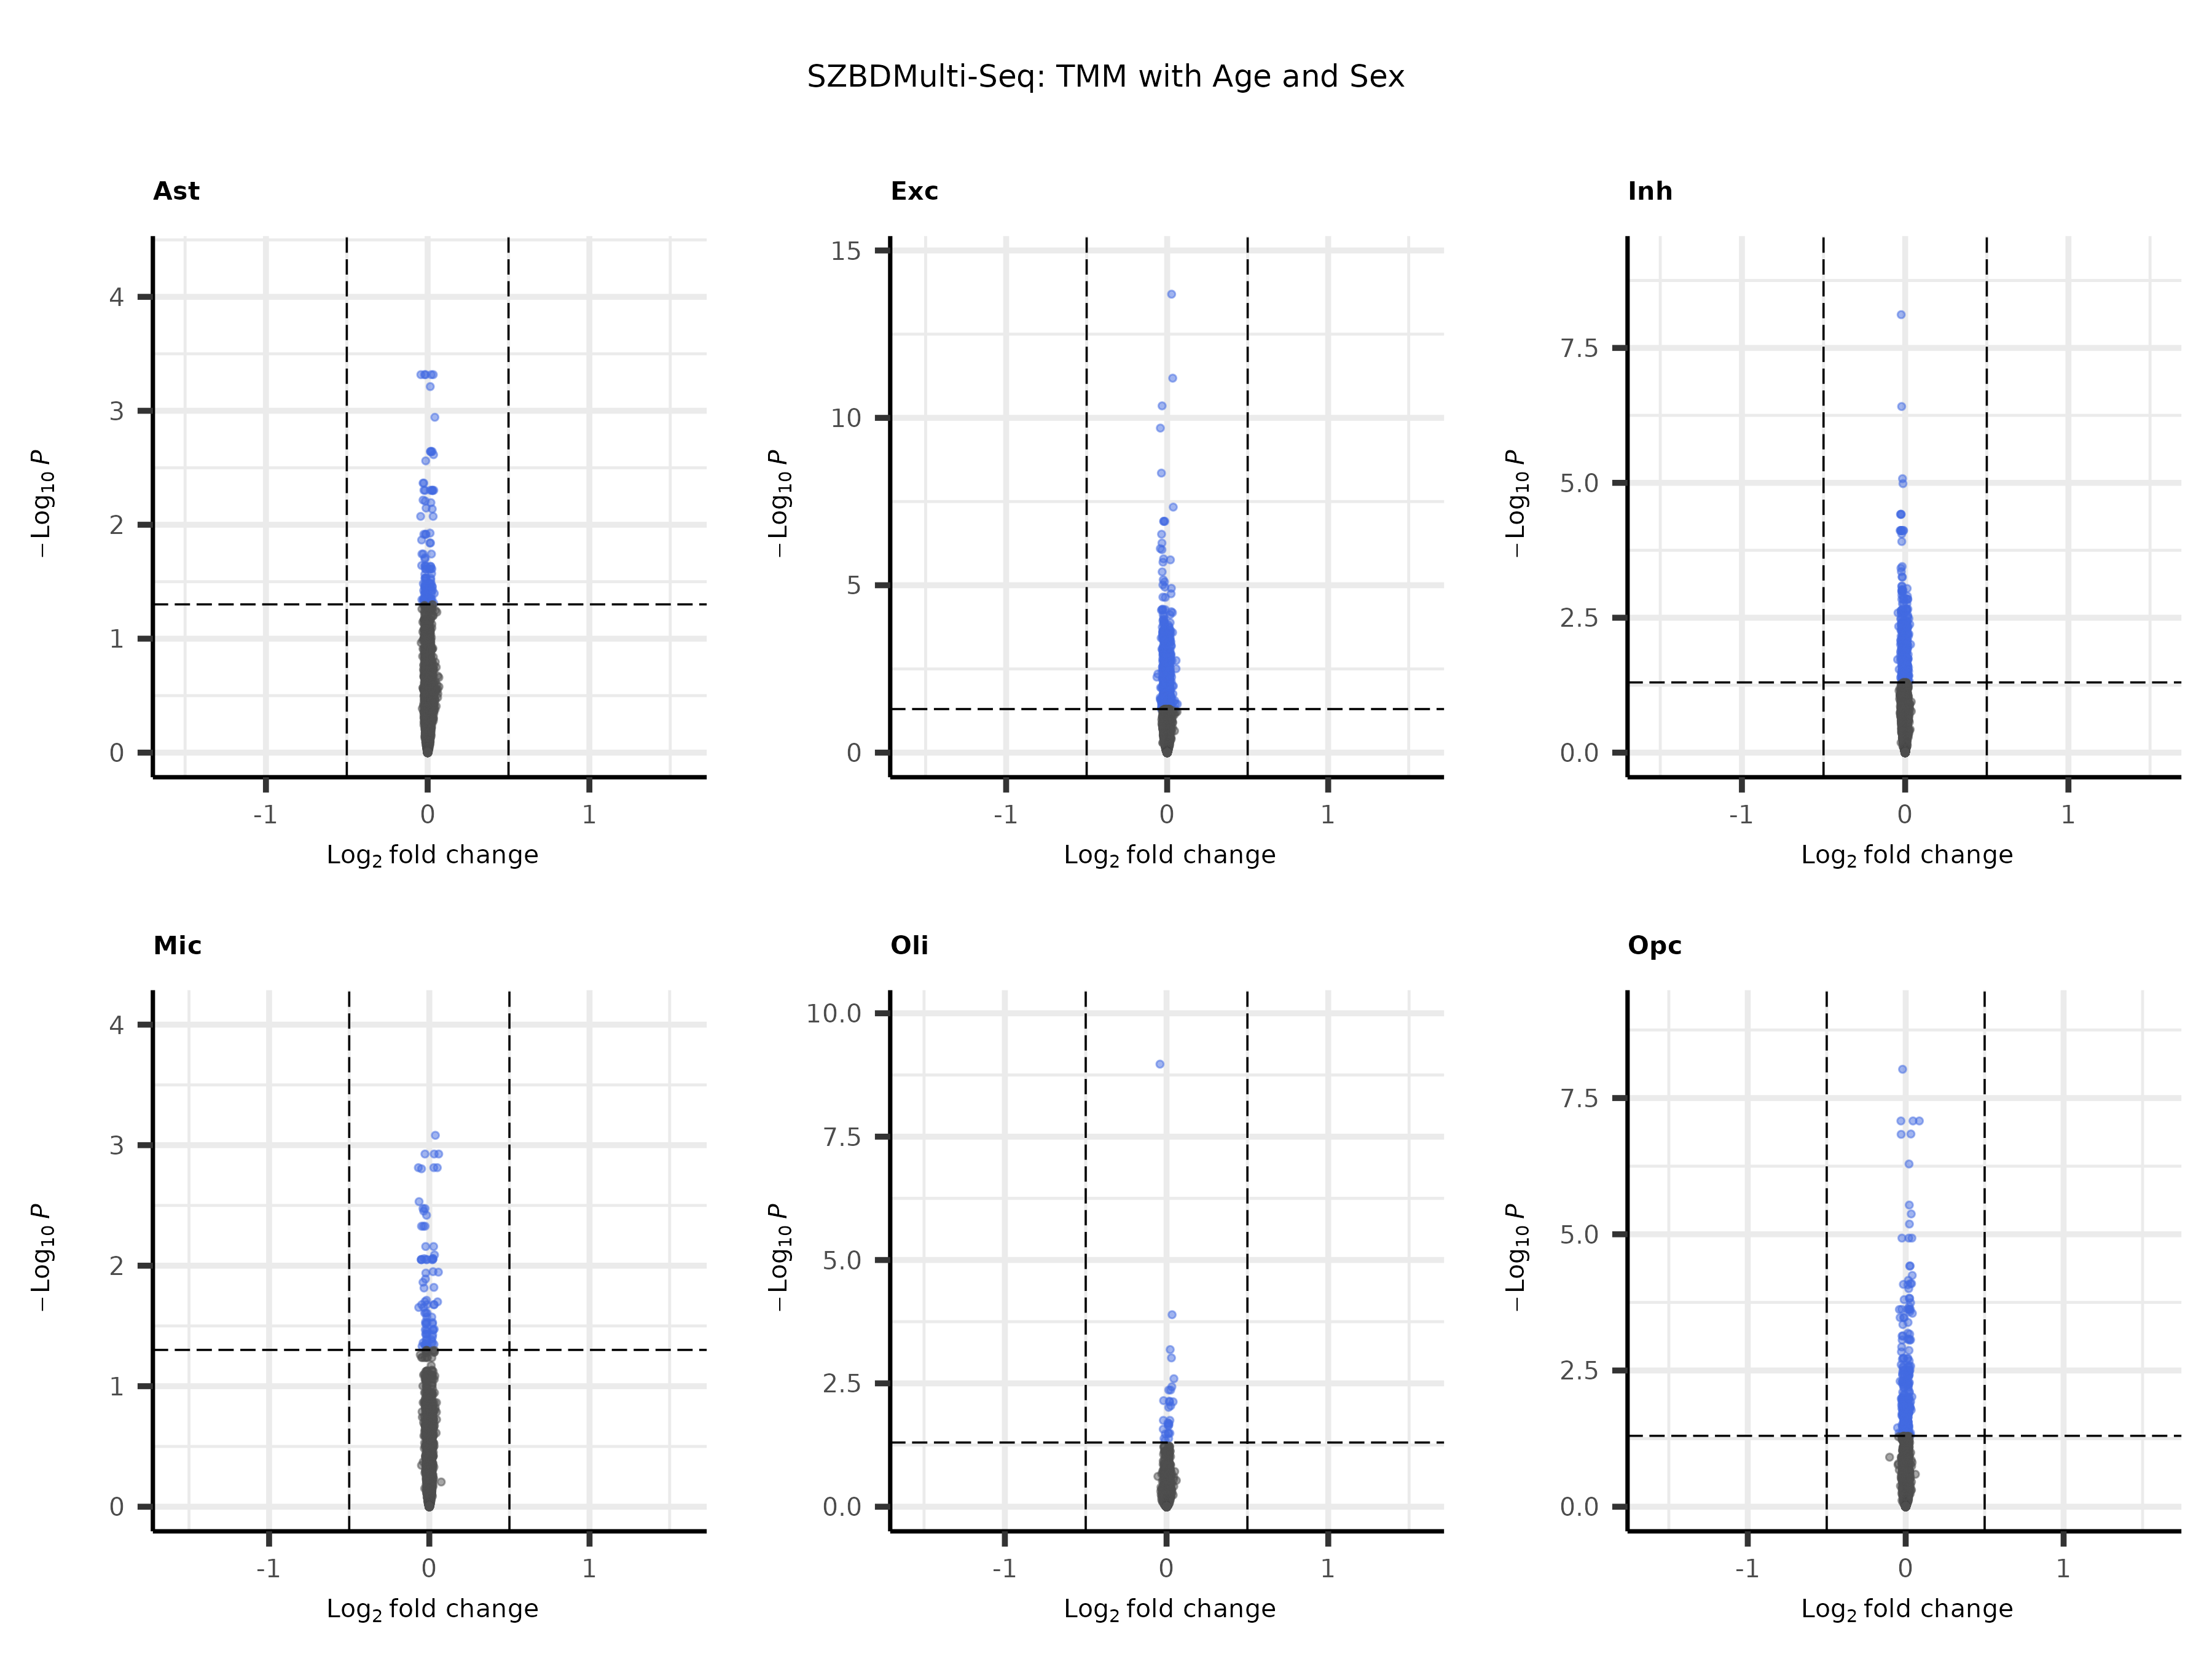 SZBDMulti-Seq: TMM with Age and Sex
Ast
4
3
2
1
0
−Log10 P
-1 0 1
Log2 fold change
Exc
15
10
5
0
−Log10 P
-1 0 1
Log2 fold change
Inh
7.5
5.0
2.5
0.0
−Log10 P
-1 0 1
Log2 fold change
Mic
4
3
2
1
0
−Log10 P
-1 0 1
Log2 fold change
Oli
10.0
7.5
5.0
2.5
0.0
−Log10 P
-1 0 1
Log2 fold change
Opc
7.5
5.0
2.5
0.0
−Log10 P
-1 0 1
Log2 fold change